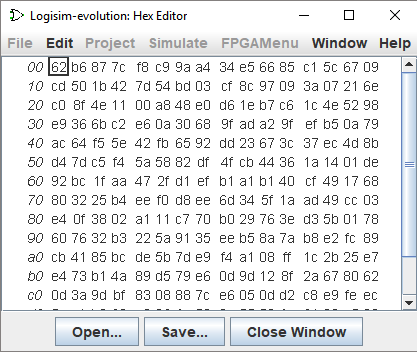 Logisim-evolution: Hex Editor
File Edit Project Simulate FPGAMenu Window Help
00 62 b6 87 7c f8 c9 9a a4 34 e5 66 85 c1 5c 67 09
10 cd 50 1b 42 7d 54 bd 03 cf 8c 97 09 3a 07 21 6e
20 c0 8f 4e 11 00 a8 48 e0 d6 1e b7 c6 1c 4e 52 98
30 e9 36 6b c2 e6 0a 30 68 9f ad a2 9f ef b5 0a 79
40 ac 64 f5 5e 42 fb 65 92 dd 23 67 3c 37 ec 4d 8b
50 d4 7d c5 f4 5a 58 82 df 4f cb 44 36 1a 14 01 de
60 92 bc 1f aa 47 2f d1 ef b1 a1 b1 40 cf 49 17 68
70 80 32 25 b4 ee f0 d8 ee 6d 34 5f 1a ad 49 cc 03
80 e4 0f 38 02 a1 11 c7 70 b0 29 76 3e d3 5b 01 78
90 60 76 32 b3 22 5a 91 35 ee b5 8a 7a b8 e2 fc 89
a0 cb 41 85 bc de 5b 7d e9 f4 a1 08 ff 1c 2b 25 e7
b0 e4 73 b1 4a 89 d5 79 e6 0d 9d 12 8f 2a 67 80 62
c0 0d 3a 9d bf 83 08 88 7c e6 05 0d d2 c8 e9 fe ec
Open... Save... Close Window